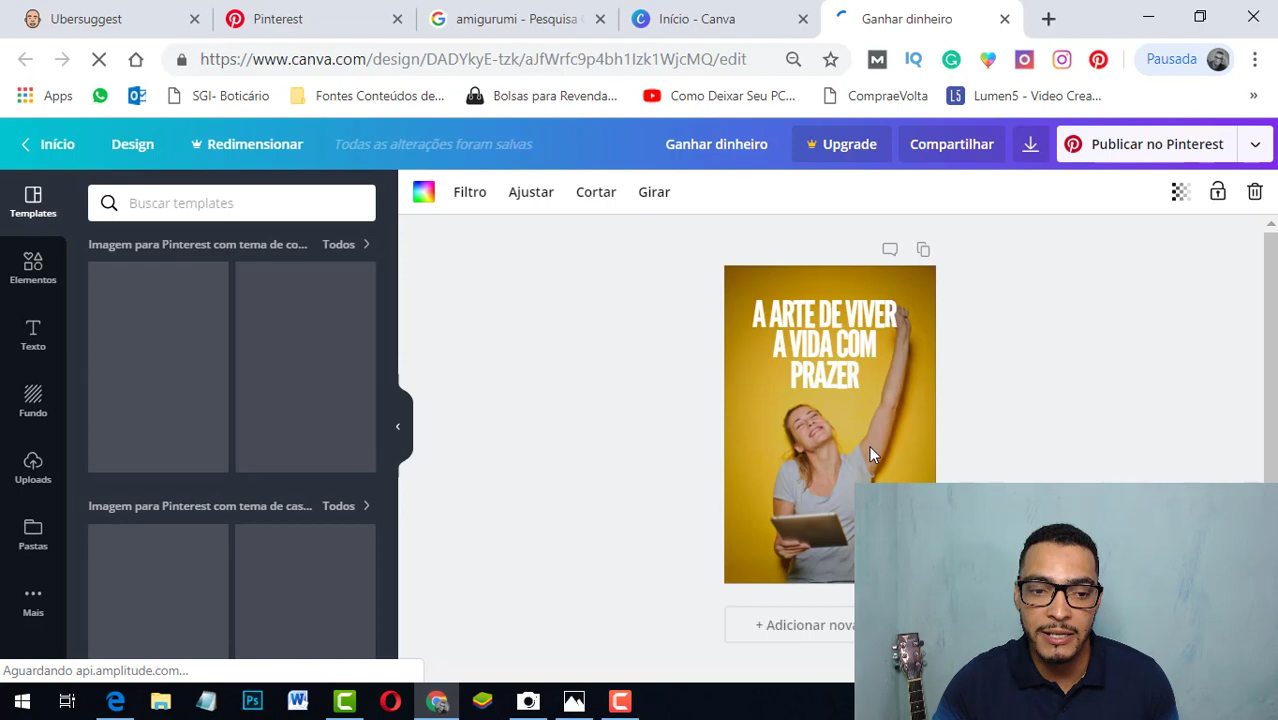 Ubersuggest
Pinterest
amigurumi - Pesquisa
Início - Canva
Ganhar dinheiro
https://www.canva.com/design/DADYkyE-tzk/aJfWrfc9p4bh1Izk1WjcMQ/edit
Pausada
Apps
SGI- Boticário
Fontes Conteúdos de...
Bolsas para Revenda...
Como Deixar Seu PC...
CompraeVolta
Lumen5 - Video Crea...
Início
Design
Redimensionar
Todas as alterações foram salvas
Ganhar dinheiro
Upgrade
Compartilhar
Publicar no Pinterest
Templates
Buscar templates
Filtro
Ajustar
Cortar
Girar
Imagem para Pinterest com tema de co...
Todos
Elementos
Texto
Fundo
Uploads
Imagem para Pinterest com tema de cas...
Todos
Pastas
Mais
A ARTE DE VIVER
A VIDA COM
PRAZER
+ Adicionar nova
Aguardando api.amplitude.com...